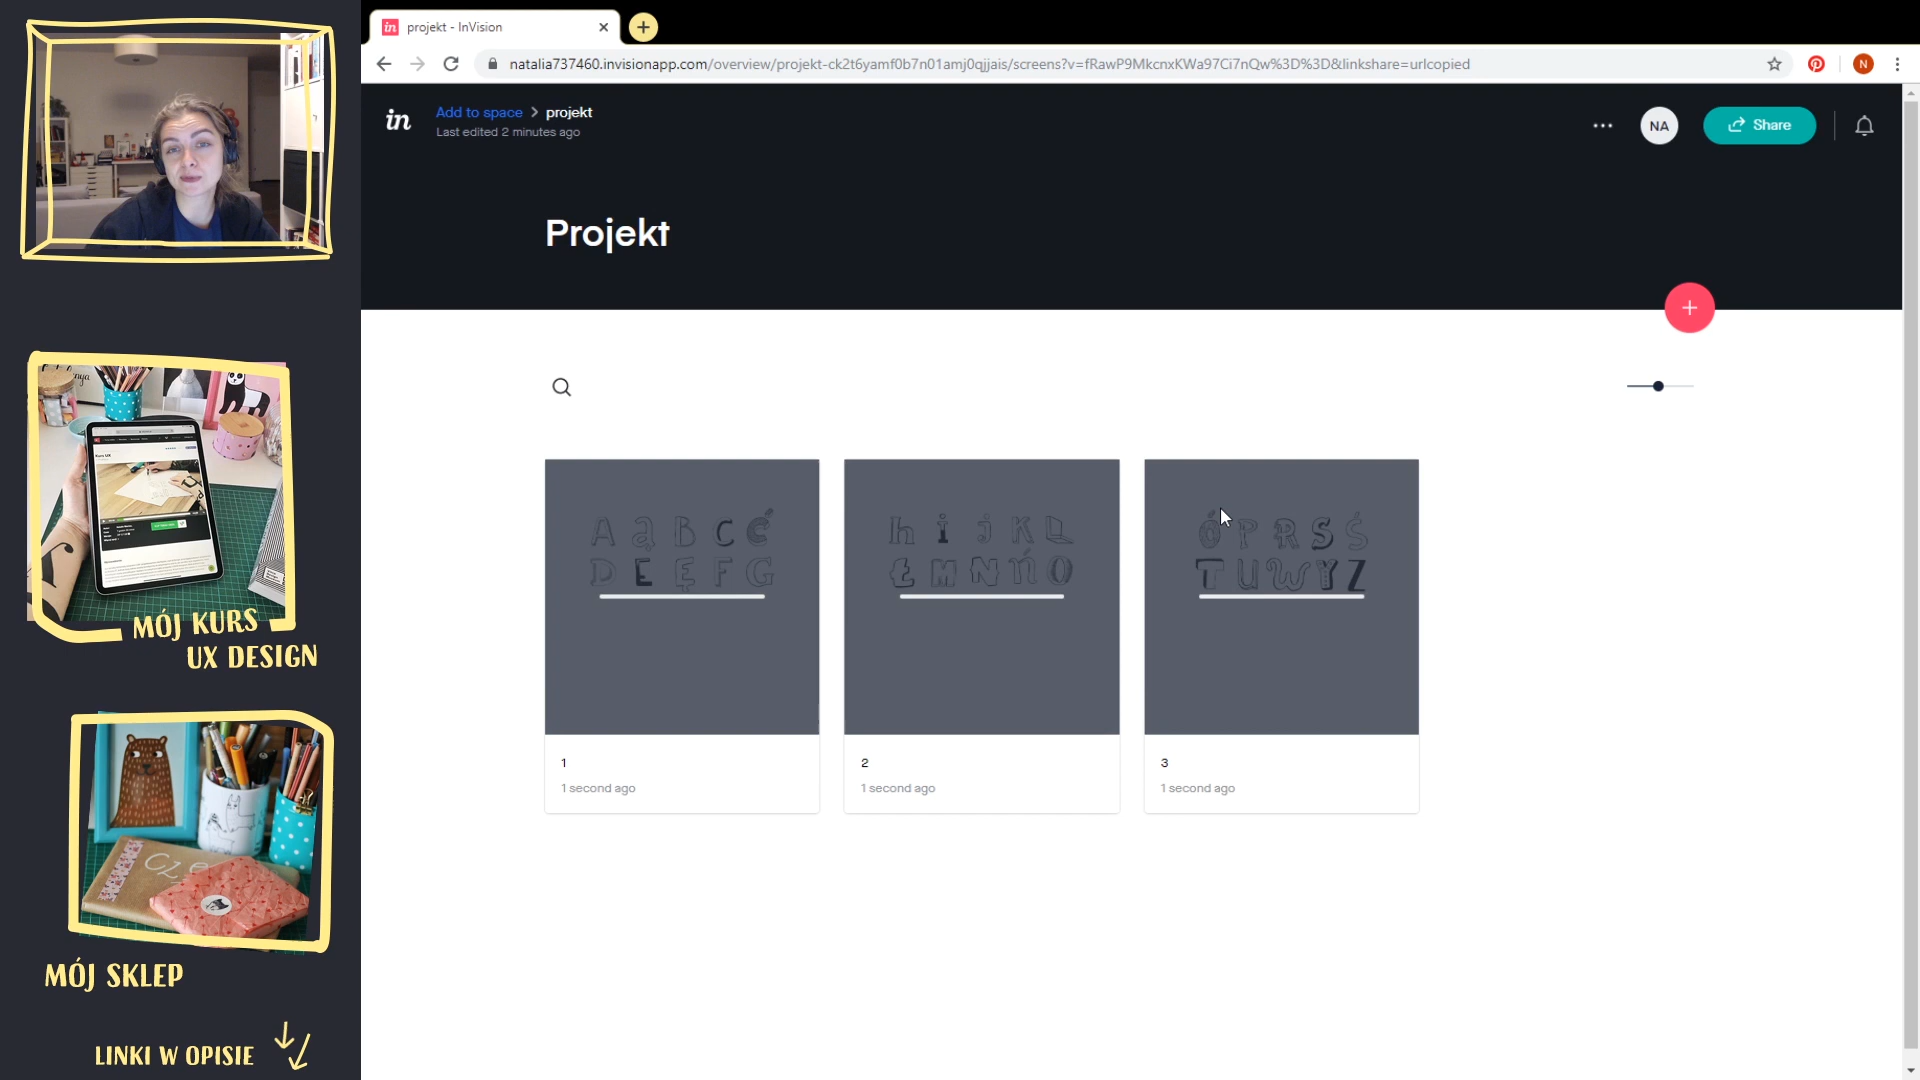 projekt - InVision
natalia737460.invisionapp.com/overview/projekt-ck2t6yamf0b7n01amj0qjjais/screens?v=fRawP9MkcnxKWa97Ci7nQw%3D%3D&linkshare=urlcopied
N
in
Add to space > projekt
Last edited 2 minutes ago
NA
Share
Projekt
A ą B C Ć
D E Ę F G
h i j K L
Ł M N Ń O
Ó P R S Ś
T U W Y Z
1
1 second ago
2
1 second ago
3
1 second ago
MÓJ KURS
UX DESIGN
MÓJ SKLEP
LINKI W OPISIE